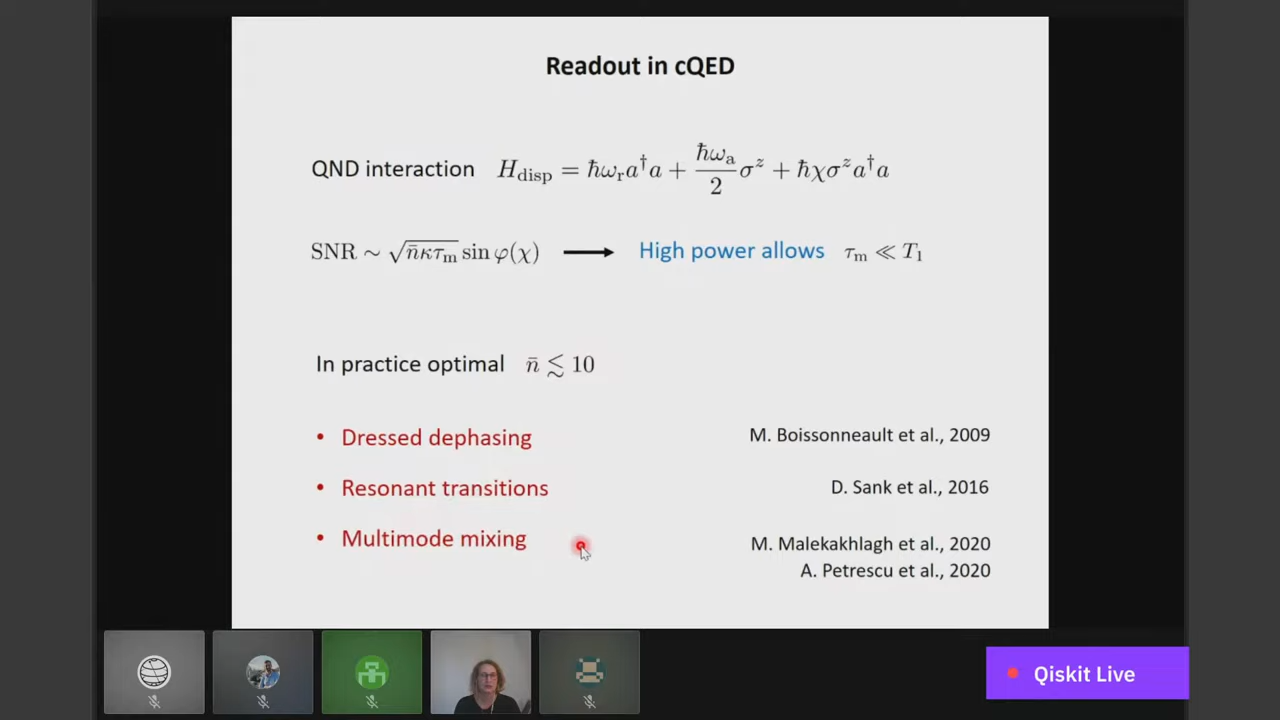 Readout in cQED
QND interaction H_disp = ℏω_r a†a + ℏω_a/2 σ^z + ℏχσ^z a†a
SNR ~ √(n̄κτ_m) sin φ(χ) ⟶ High power allows τ_m ≪ T_1
In practice optimal n̄ ≲ 10
• Dressed dephasing M. Boissonneault et al., 2009
• Resonant transitions D. Sank et al., 2016
• Multimode mixing M. Malekakhlagh et al., 2020
A. Petrescu et al., 2020
Qiskit Live